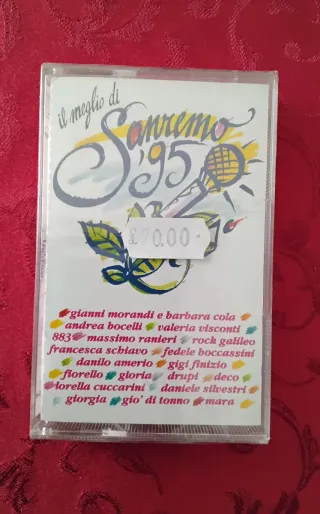 il meglio di
Sanremo
'95
0.00
gianni morandi e barbara cola
andrea bocelli valeria visconti
883 massimo ranieri rock galileo
francesca schiavo fedele boccassini
danilo amerio gigi finizio
fiorello gloria drupi deco
lorella cuccarini daniele silvestri
giorgia gio' di tonno mara